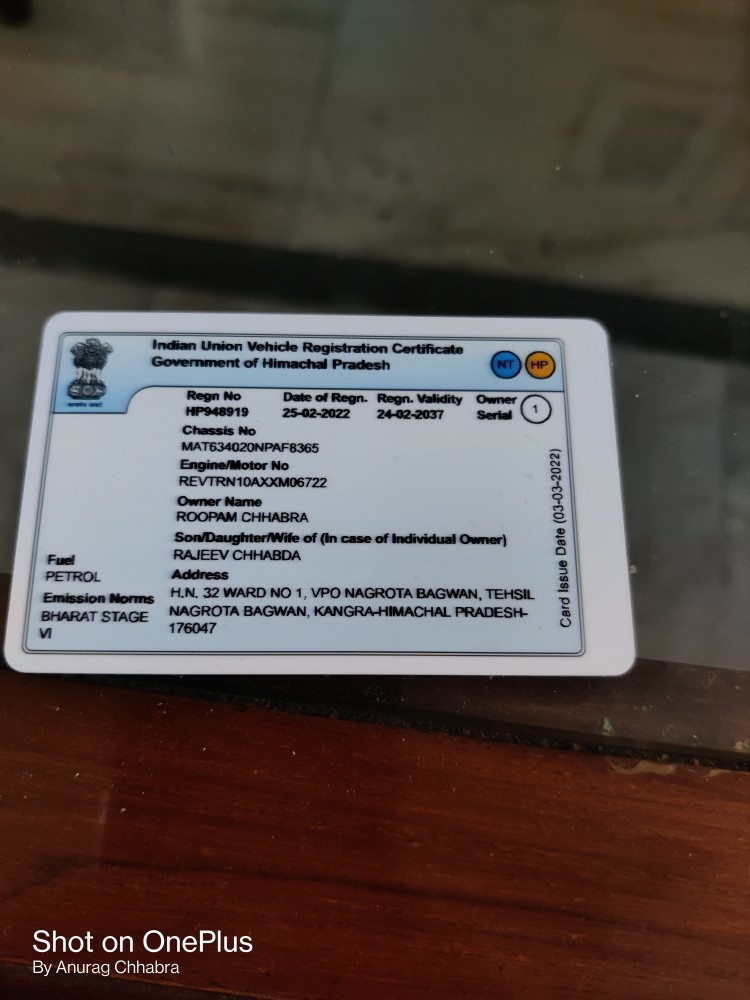 Indian Union Vehicle Registration Certificate
Government of Himachal Pradesh
NT HP
Regn No Date of Regn. Regn. Validity Owner Serial 1
HP948919 25-02-2022 24-02-2037
Chassis No
MAT634020NPAF8365
Engine/Motor No
REVTRN10AXXM06722
Owner Name
ROOPAM CHHABRA
Son/Daughter/Wife of (In case of Individual Owner)
RAJEEV CHHABDA
Address
H.N. 32 WARD NO 1, VPO NAGROTA BAGWAN, TEHSIL
NAGROTA BAGWAN, KANGRA-HIMACHAL PRADESH-
176047
Fuel
PETROL
Emission Norms
BHARAT STAGE
VI
Card Issue Date (03-03-2022)
Shot on OnePlus
By Anurag Chhabra